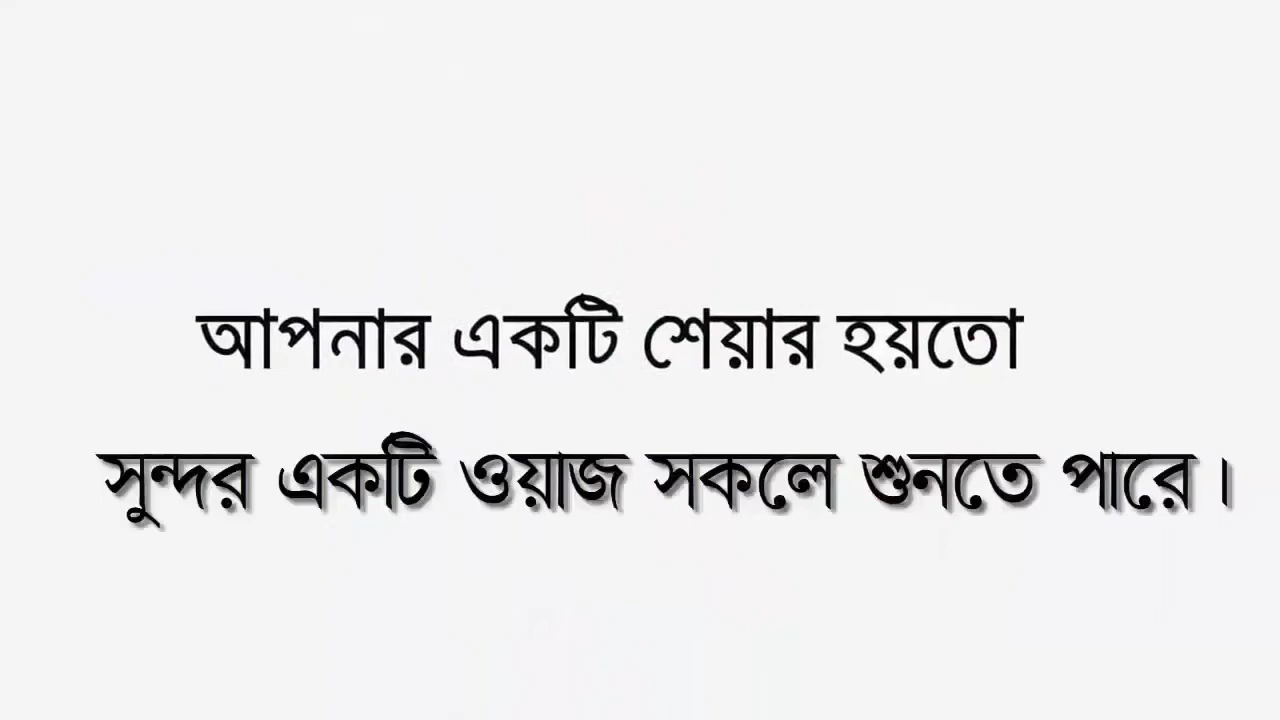 আপনার একটি শেয়ার হয়তো
সুন্দর একটি ওয়াজ সকলে শুনতে পারে।